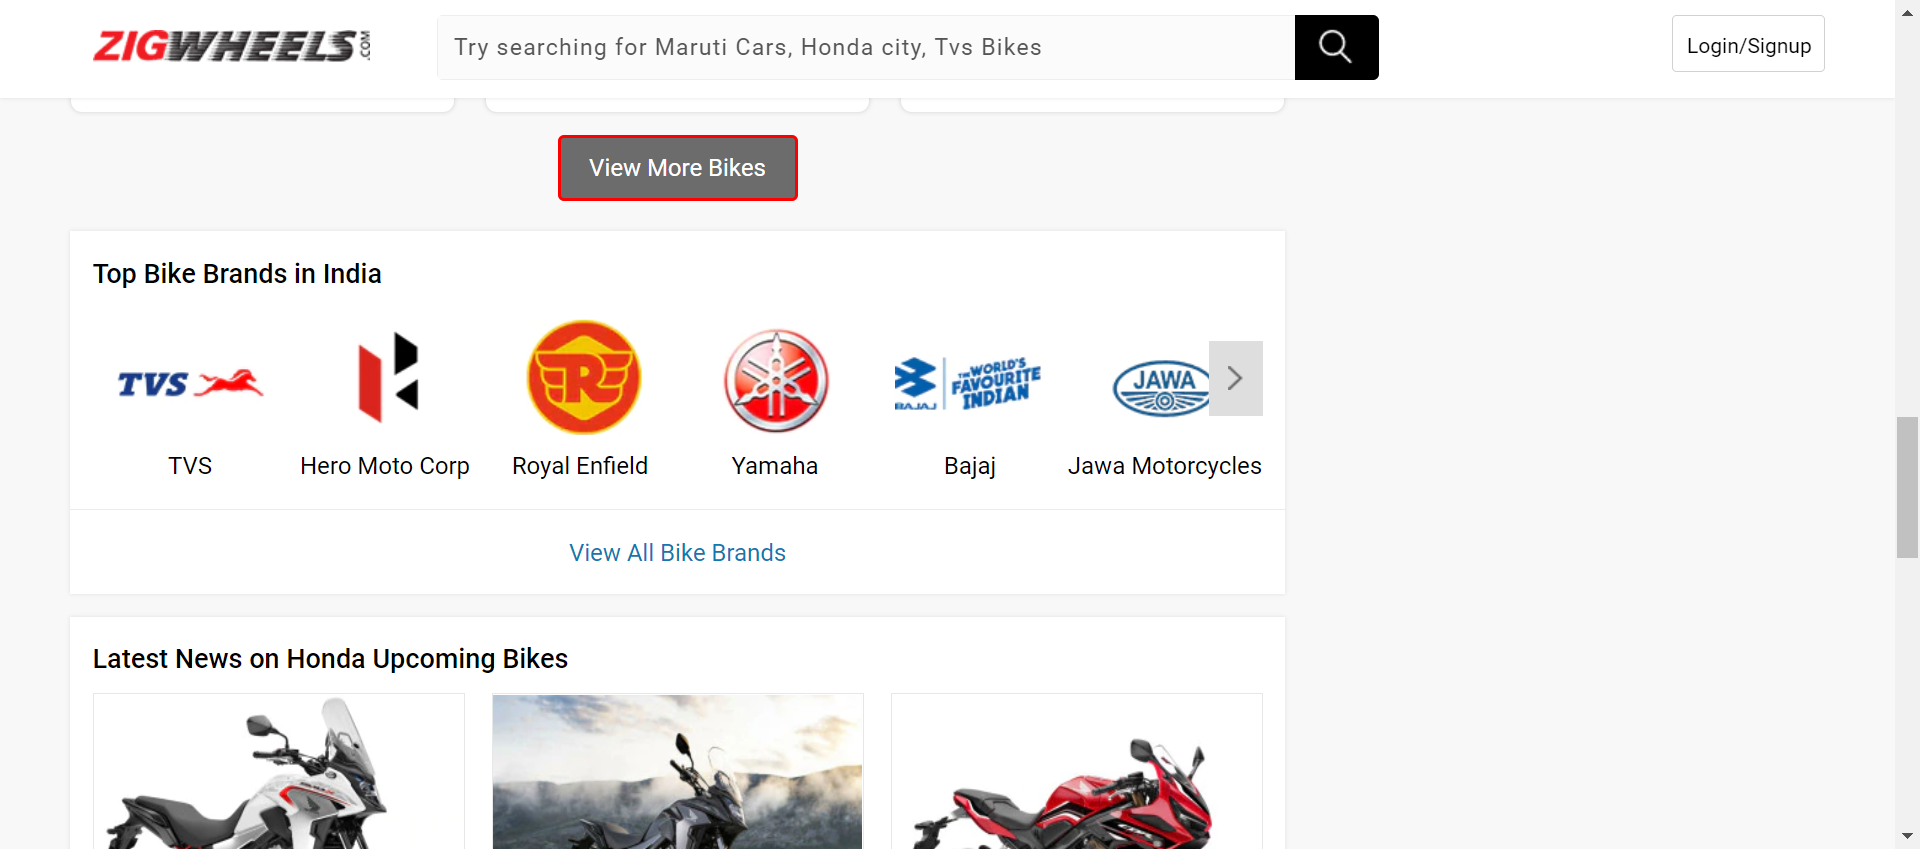 ZIGWHEELS.COM
Try searching for Maruti Cars, Honda city, Tvs Bikes
Login/Signup
View More Bikes
Top Bike Brands in India
TVS
R
BAJAJ
THE WORLD'S
FAVOURITE
INDIAN
JAWA
TVS
Hero Moto Corp
Royal Enfield
Yamaha
Bajaj
Jawa Motorcycles
View All Bike Brands
Latest News on Honda Upcoming Bikes